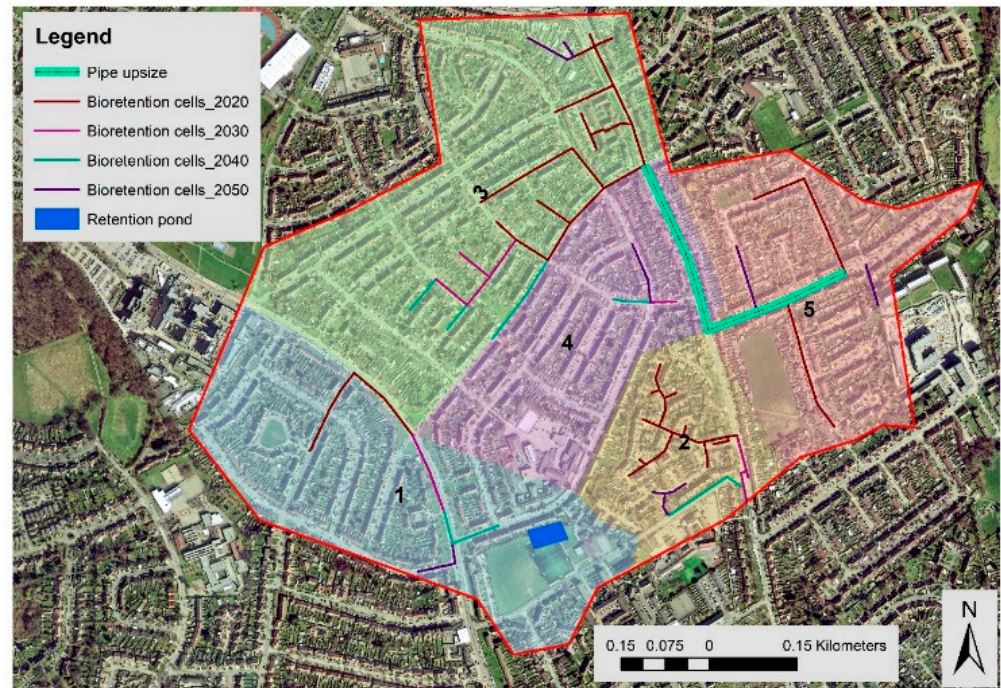 Legend
Pipe upsize
Bioretention cells_2020
Bioretention cells_2030
Bioretention cells_2040
Bioretention cells_2050
Retention pond
3
5
4
2
1
N
0.15 0.075 0 0.15 Kilometers